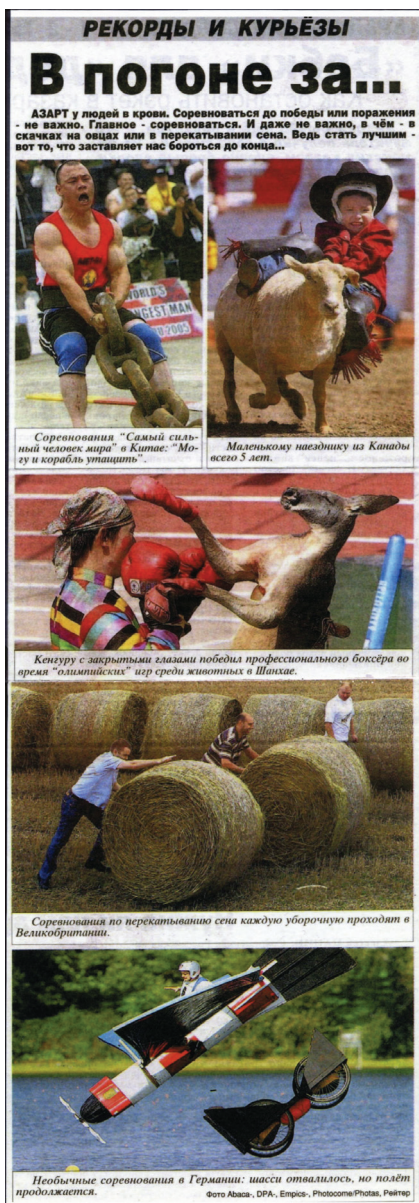 РЕКОРДЫ И КУРЬЁЗЫ
В погоне за...
АЗАРТ у людей в крови. Соревноваться до победы или поражения
- не важно. Главное - соревноваться. И даже не важно, в чём - в
скачках на овцах или в перекатывании сена. Ведь стать лучшим -
вот то, что заставляет нас бороться до конца...
WORLD'S
NGEST MAN
U-2005
Соревнования "Самый силь-
ный человек мира" в Китае: "Мо-
гу и корабль утащить".
Маленькому наезднику из Канады
всего 5 лет.
Кенгуру с закрытыми глазами победил профессионального боксёра во
время "олимпийских" игр среди животных в Шанхае.
Соревнования по перекатыванию сена каждую уборочную проходят в
Великобритании.
Необычные соревнования в Германии: шасси отвалилось, но полёт
продолжается.
Фото Abaca-, DPA-, Empics-, Photocome/Photas, Рейтер